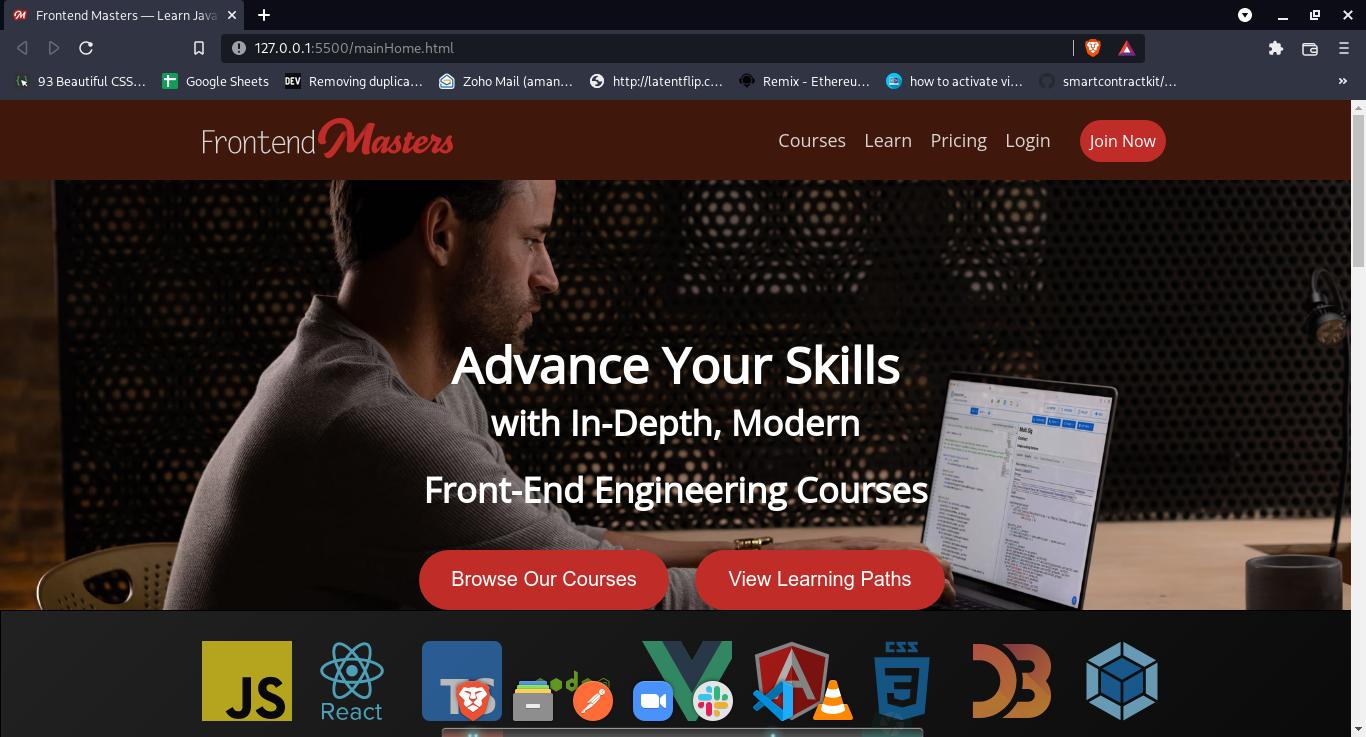 Frontend Masters — Learn Java
127.0.0.1:5500/mainHome.html
93 Beautiful CSS…
Google Sheets
DEV
Removing duplica…
Zoho Mail (aman…
http://latentflip.c…
Remix - Ethereu…
how to activate vi…
smartcontractkit/…
»
FrontendMasters
Courses
Learn
Pricing
Login
Join Now
Advance Your Skills
with In-Depth, Modern
Front-End Engineering Courses
Browse Our Courses
View Learning Paths
JS
React
TS
CSS
3